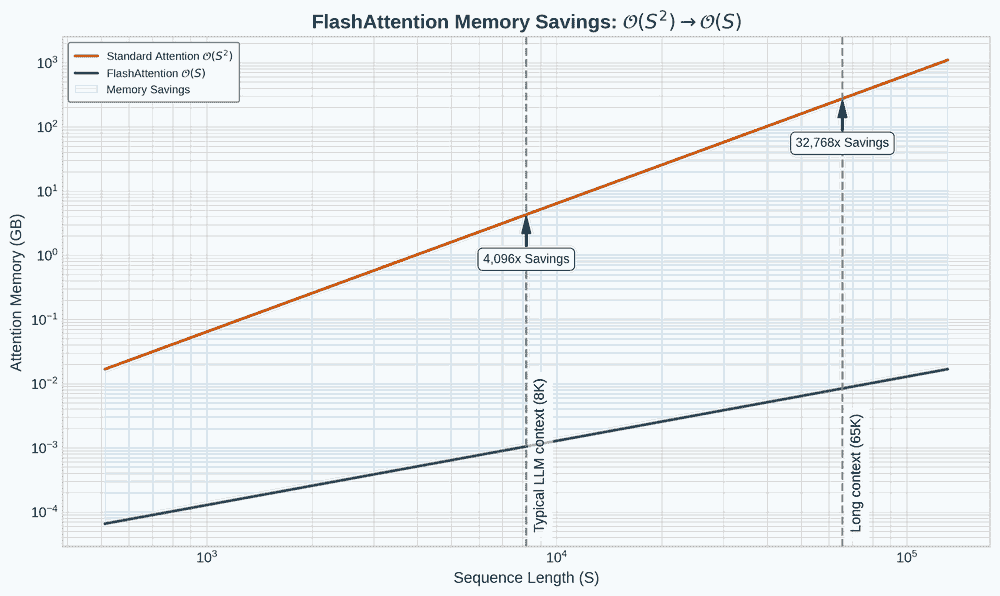 FlashAttention Memory Savings: 𝒪(S²) → 𝒪(S)
Standard Attention 𝒪(S²)
FlashAttention 𝒪(S)
Memory Savings
Attention Memory (GB)
10³
10²
10¹
10⁰
10⁻¹
10⁻²
10⁻³
10⁻⁴
32,768x Savings
4,096x Savings
Typical LLM context (8K)
Long context (65K)
10³
10⁴
10⁵
Sequence Length (S)